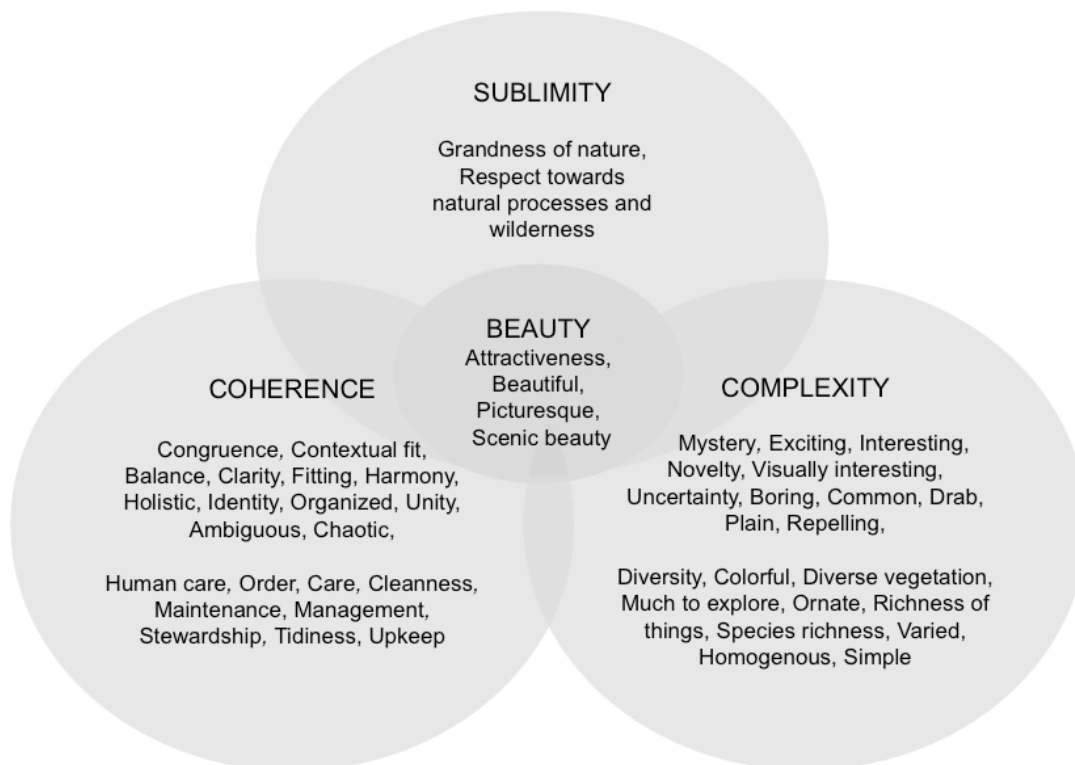 SUBLIMITY
Grandness of nature,
Respect towards
natural processes and
wilderness
BEAUTY
Attractiveness,
Beautiful,
Picturesque,
Scenic beauty
COHERENCE
Congruence, Contextual fit,
Balance, Clarity, Fitting, Harmony,
Holistic, Identity, Organized, Unity,
Ambiguous, Chaotic,
Human care, Order, Care, Cleanness,
Maintenance, Management,
Stewardship, Tidiness, Upkeep
COMPLEXITY
Mystery, Exciting, Interesting,
Novelty, Visually interesting,
Uncertainty, Boring, Common, Drab,
Plain, Repelling,
Diversity, Colorful, Diverse vegetation,
Much to explore, Ornate, Richness of
things, Species richness, Varied,
Homogenous, Simple